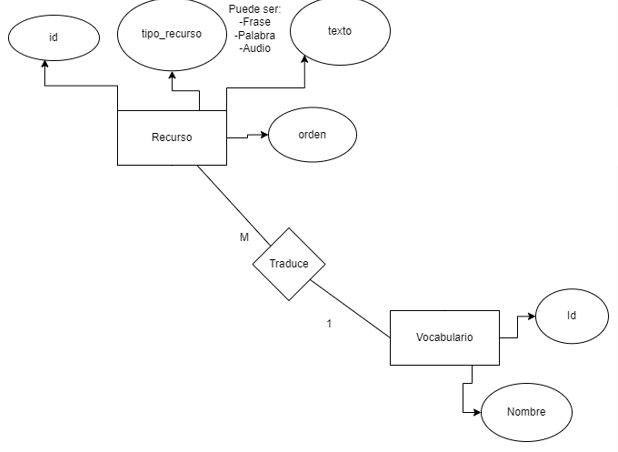 id
tipo_recurso
Puede ser:
-Frase
-Palabra
-Audio
texto
Recurso
orden
M
Traduce
1
Vocabulario
Id
Nombre